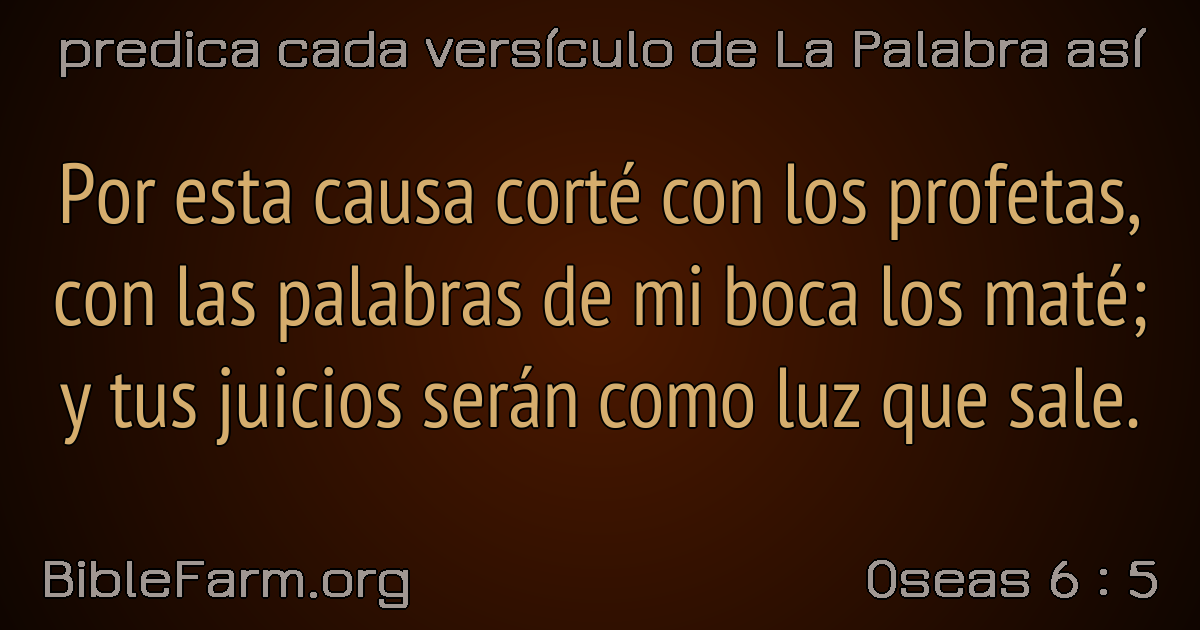 predica cada versículo de La Palabra así
Por esta causa corté con los profetas,
con las palabras de mi boca los maté;
y tus juicios serán como luz que sale.
BibleFarm.org
Oseas 6 : 5